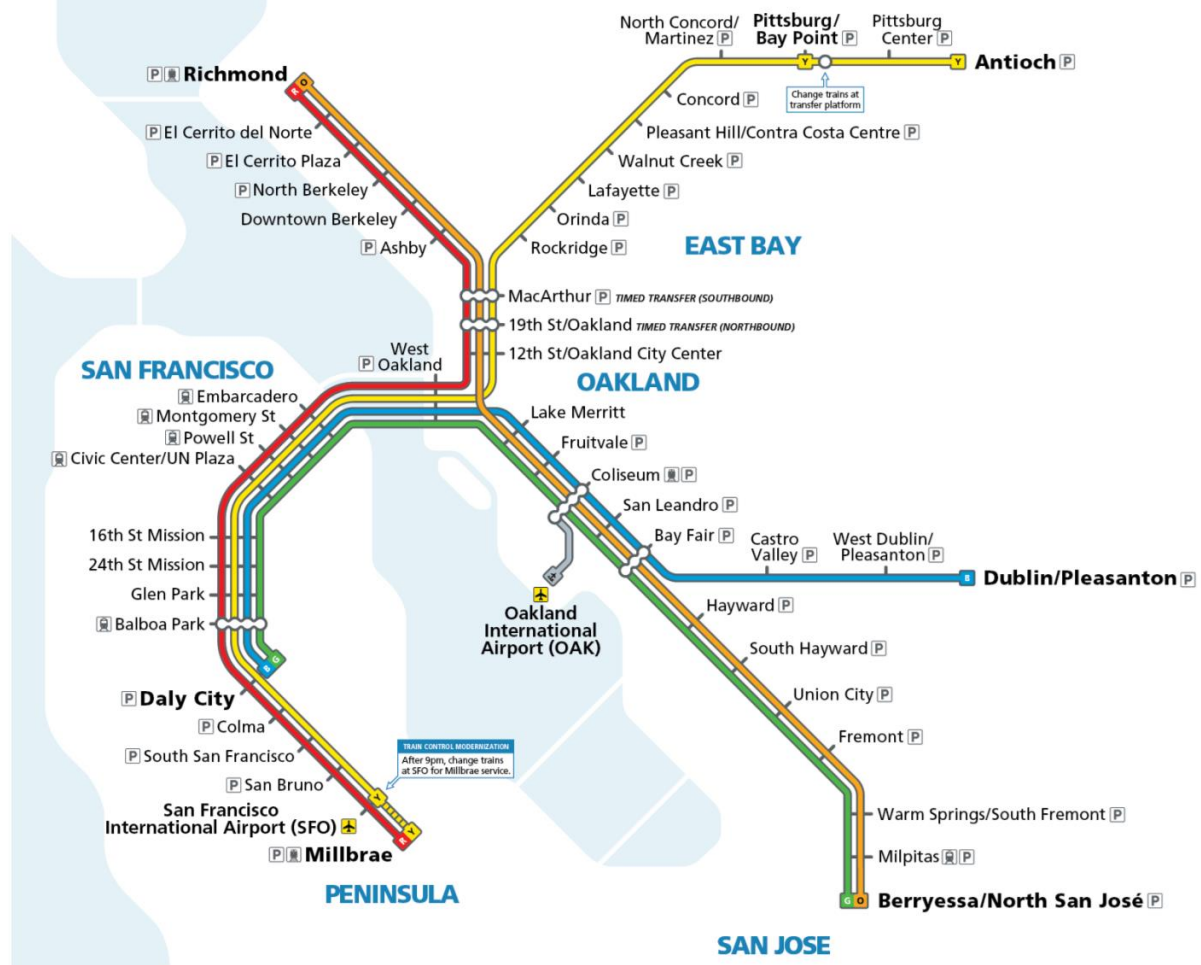 North Concord/
Martinez P
Pittsburg/
Bay Point P
Pittsburg
Center P
Y
Y
Antioch P
Change trains at
transfer platform
P Richmond
O
R
Concord P
P El Cerrito del Norte
Pleasant Hill/Contra Costa Centre P
P El Cerrito Plaza
Walnut Creek P
P North Berkeley
Lafayette P
Downtown Berkeley
Orinda P
P Ashby
Rockridge P
EAST BAY
MacArthur P TIMED TRANSFER (SOUTHBOUND)
19th St/Oakland TIMED TRANSFER (NORTHBOUND)
12th St/Oakland City Center
West
P Oakland
SAN FRANCISCO
OAKLAND
Embarcadero
Montgomery St
Powell St
Civic Center/UN Plaza
Lake Merritt
Fruitvale P
Coliseum P
San Leandro P
Bay Fair P
Castro
Valley P
West Dublin/
Pleasanton P
B
Dublin/Pleasanton P
16th St Mission
24th St Mission
Glen Park
Balboa Park
G
B
Oakland
International
Airport (OAK)
Hayward P
South Hayward P
Union City P
Fremont P
P Daly City
P Colma
P South San Francisco
P San Bruno
TRAIN CONTROL MODERNIZATION
After 9pm, change trains
at SFO for Millbrae service.
Y
Y
San Francisco
International Airport (SFO)
R
P Millbrae
PENINSULA
Warm Springs/South Fremont P
Milpitas P
G
O
Berryessa/North San José P
SAN JOSE